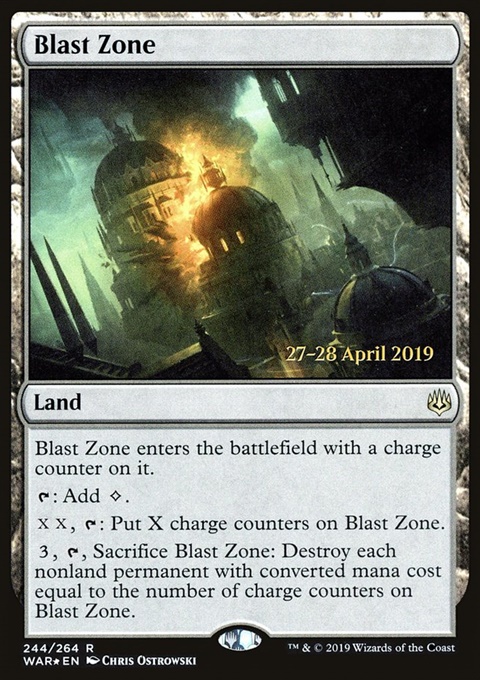 Blast Zone
27–28 April 2019
Land
Blast Zone enters the battlefield with a charge
counter on it.
: Add .
X X, : Put X charge counters on Blast Zone.
3, , Sacrifice Blast Zone: Destroy each
nonland permanent with converted mana cost
equal to the number of charge counters on
Blast Zone.
244/264 R
WAR★EN Chris Ostrowski
™ & © 2019 Wizards of the Coast